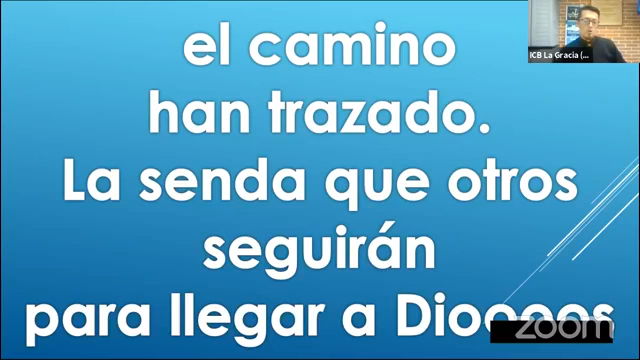 el camino
han trazado.
La senda que otros
seguirán
para llegar a Dioooos
ICB La Gracia (...
zoom